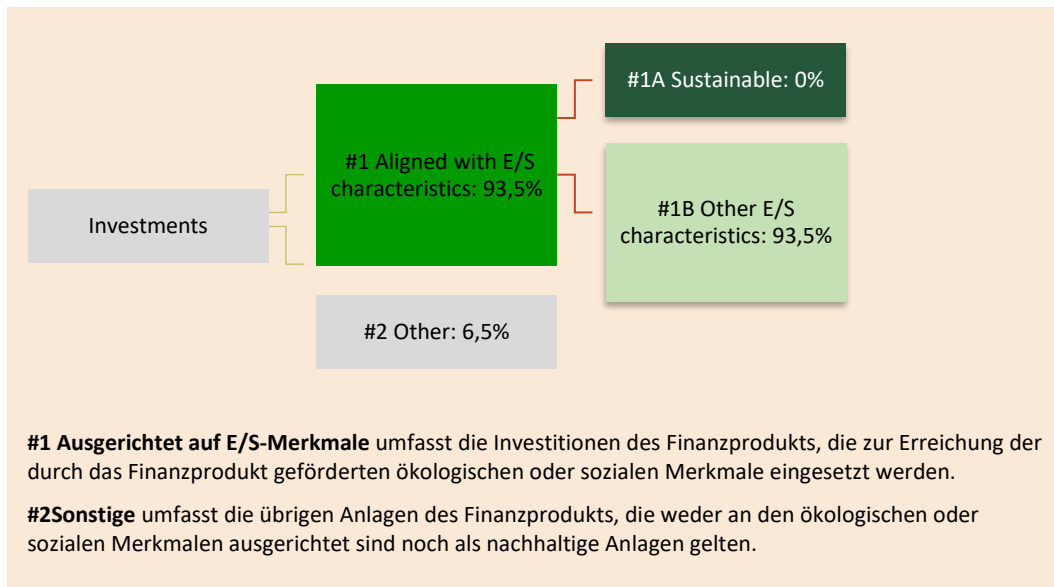 #1A Sustainable: 0%
#1 Aligned with E/S
characteristics: 93,5%
Investments
#1B Other E/S
characteristics: 93,5%
#2 Other: 6,5%
#1 Ausgerichtet auf E/S-Merkmale umfasst die Investitionen des Finanzprodukts, die zur Erreichung der
durch das Finanzprodukt geförderten ökologischen oder sozialen Merkmale eingesetzt werden.
#2Sonstige umfasst die übrigen Anlagen des Finanzprodukts, die weder an den ökologischen oder
sozialen Merkmalen ausgerichtet sind noch als nachhaltige Anlagen gelten.